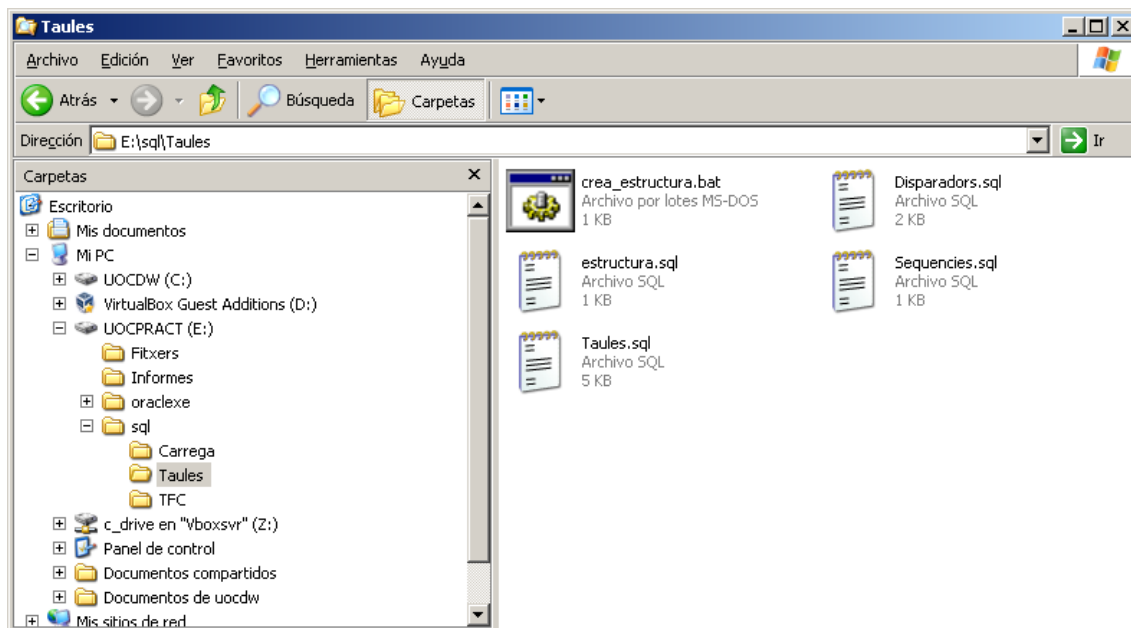 Taules
Archivo Edición Ver Favoritos Herramientas Ayuda
Atrás Búsqueda Carpetas
Dirección E:\sql\Taules Ir
Carpetas
Escritorio
Mis documentos
Mi PC
UOCDW (C:)
VirtualBox Guest Additions (D:)
UOCPRACT (E:)
Fitxers
Informes
oraclexe
sql
Carrega
Taules
TFC
c_drive en "Vboxsvr" (Z:)
Panel de control
Documentos compartidos
Documentos de uocdw
Mis sitios de red
crea_estructura.bat
Archivo por lotes MS-DOS
1 KB
Disparadors.sql
Archivo SQL
2 KB
estructura.sql
Archivo SQL
1 KB
Sequencies.sql
Archivo SQL
1 KB
Taules.sql
Archivo SQL
5 KB